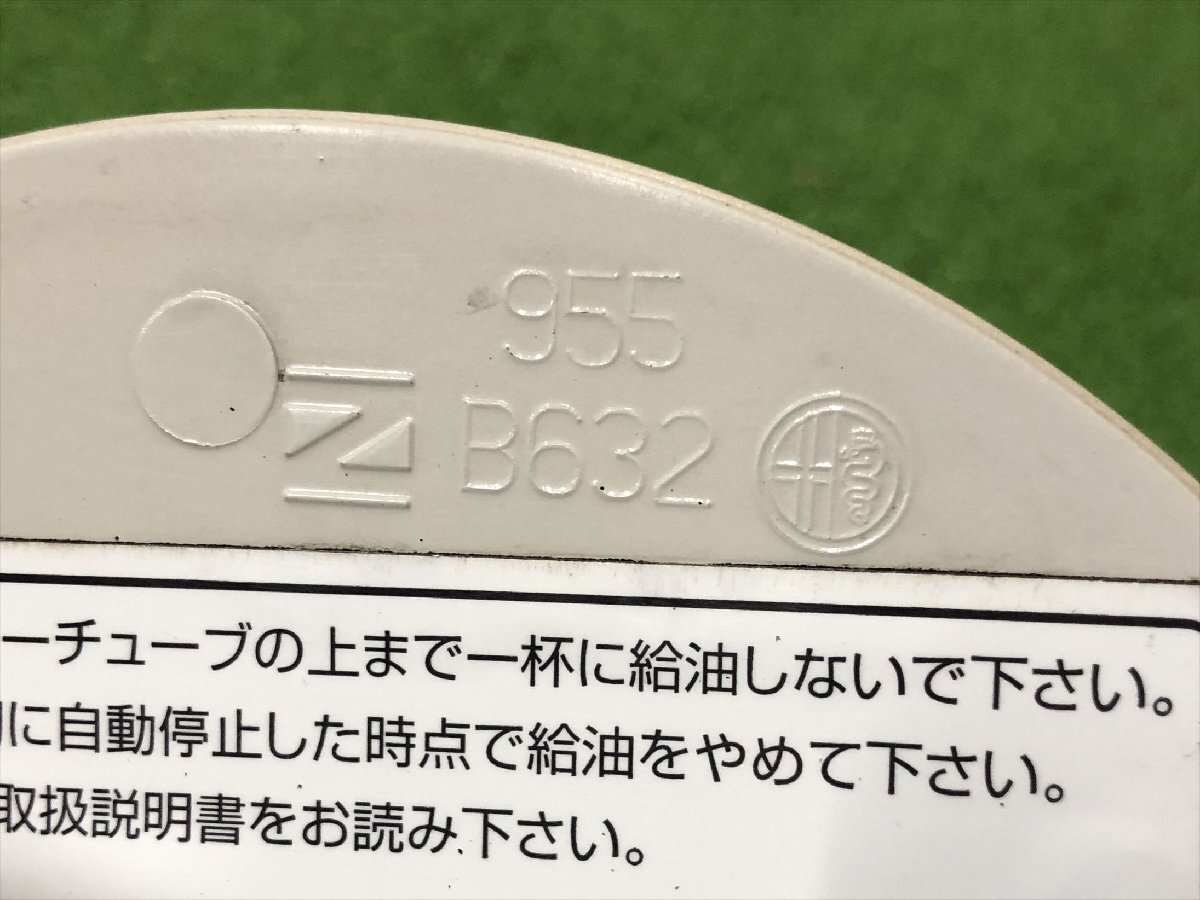 955
B632
ーチューブの上まで一杯に給油しないで下さい。
に自動停止した時点で給油をやめて下さい。
取扱説明書をお読み下さい。